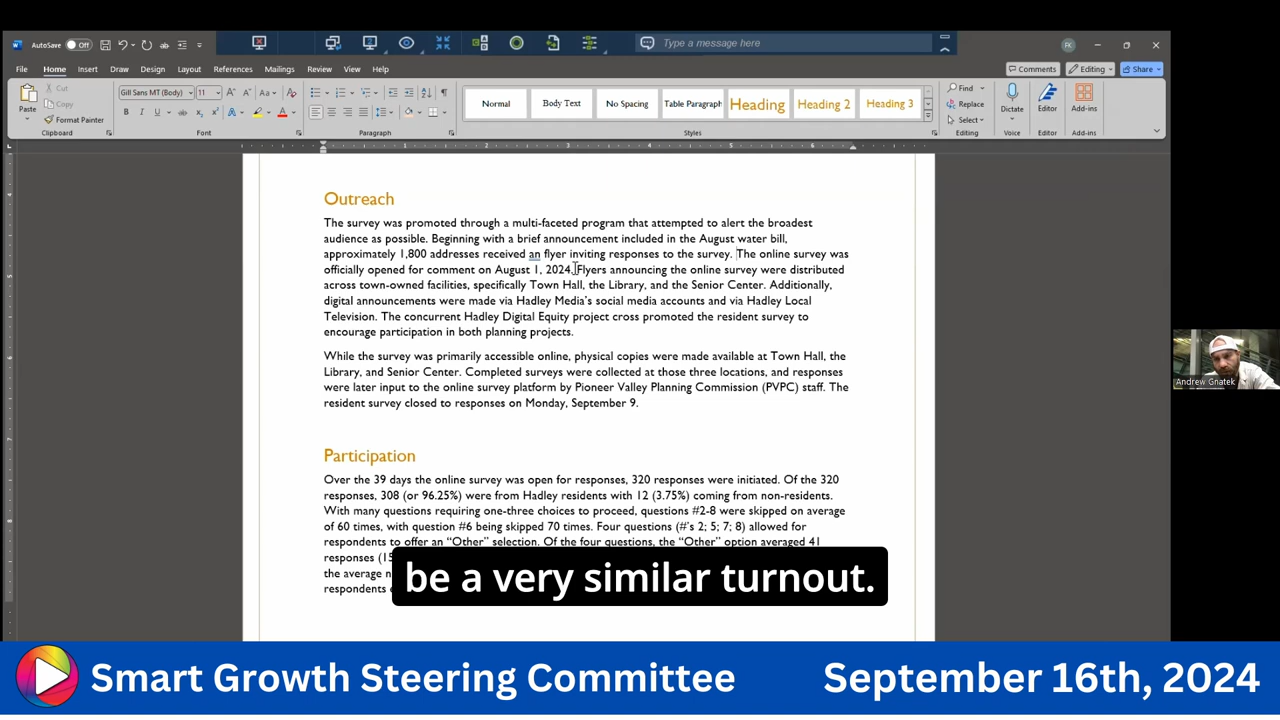 AutoSave Off
Type a message here
FK
File Home Insert Draw Design Layout References Mailings Review View Help
Comments Editing Share
Paste
Cut
Copy
Format Painter
Gill Sans MT (Body) 11
Normal Body Text No Spacing Table Paragraph Heading Heading 2 Heading 3
Find
Replace
Select
Dictate Editor Add-ins
Clipboard Font Paragraph Styles Editing Voice Editor Add-ins
Outreach
The survey was promoted through a multi-faceted program that attempted to alert the broadest
audience as possible. Beginning with a brief announcement included in the August water bill,
approximately 1,800 addresses received an flyer inviting responses to the survey. The online survey was
officially opened for comment on August 1, 2024. Flyers announcing the online survey were distributed
across town-owned facilities, specifically Town Hall, the Library, and the Senior Center. Additionally,
digital announcements were made via Hadley Media's social media accounts and via Hadley Local
Television. The concurrent Hadley Digital Equity project cross promoted the resident survey to
encourage participation in both planning projects.
While the survey was primarily accessible online, physical copies were made available at Town Hall, the
Library, and Senior Center. Completed surveys were collected at those three locations, and responses
were later input to the online survey platform by Pioneer Valley Planning Commission (PVPC) staff. The
resident survey closed to responses on Monday, September 9.
Participation
Over the 39 days the online survey was open for responses, 320 responses were initiated. Of the 320
responses, 308 (or 96.25%) were from Hadley residents with 12 (3.75%) coming from non-residents.
With many questions requiring one-three choices to proceed, questions #2-8 were skipped on average
of 60 times, with question #6 being skipped 70 times. Four questions (#'s 2; 5; 7; 8) allowed for
respondents to offer an “Other” selection. Of the four questions, the “Other” option averaged 41
responses
the average
respondents
be a very similar turnout.
Andrew Gnatek
Smart Growth Steering Committee September 16th, 2024